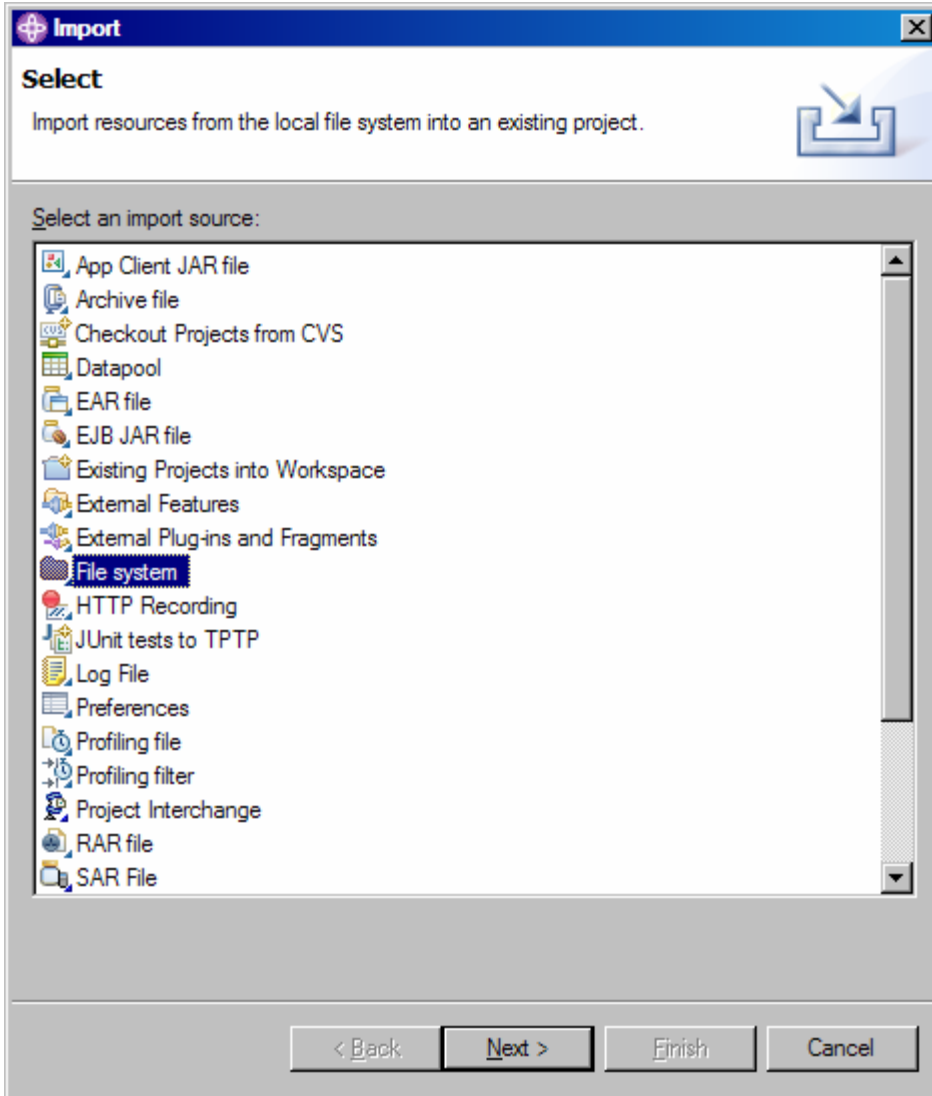 Import
Select
Import resources from the local file system into an existing project.
Select an import source:
App Client JAR file
Archive file
Checkout Projects from CVS
Datapool
EAR file
EJB JAR file
Existing Projects into Workspace
External Features
External Plug-ins and Fragments
File system
HTTP Recording
JUnit tests to TPTP
Log File
Preferences
Profiling file
Profiling filter
Project Interchange
RAR file
SAR File
< Back Next > Finish Cancel